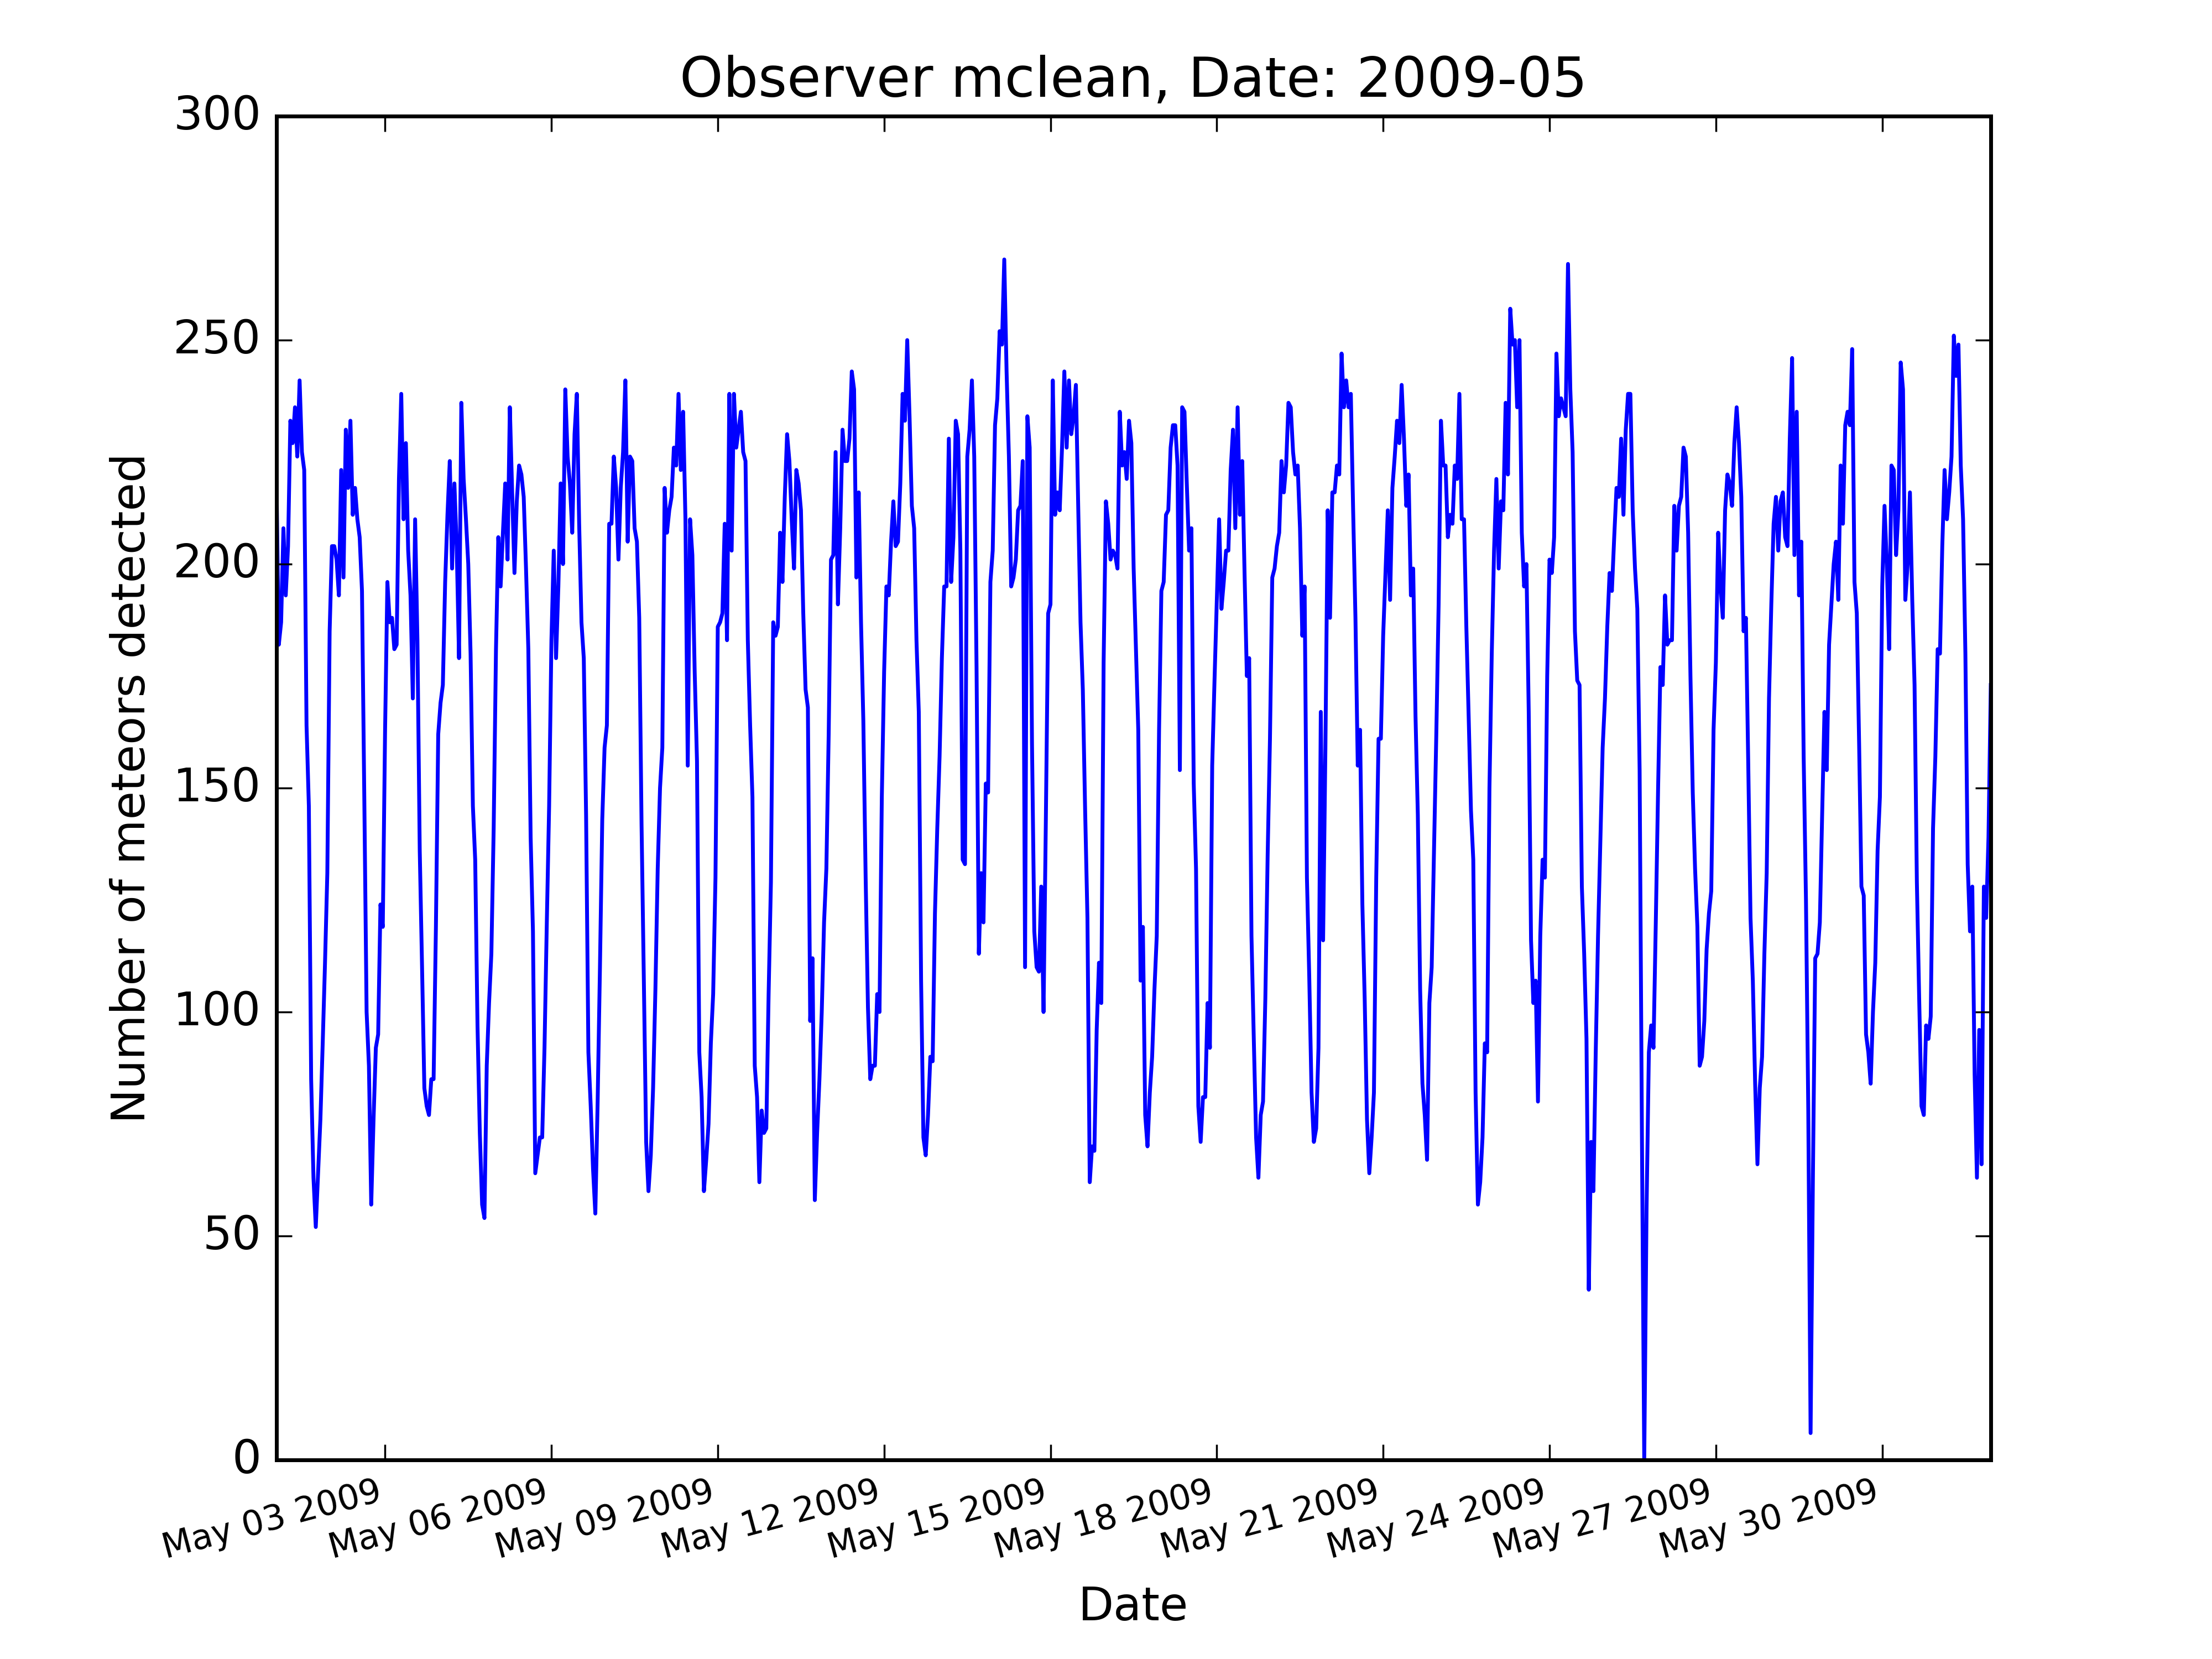 Observer mclean, Date: 2009-05
300
250
200
150
100
50
0
Number of meteors detected
May 03 2009
May 06 2009
May 09 2009
May 12 2009
May 15 2009
May 18 2009
May 21 2009
May 24 2009
May 27 2009
May 30 2009
Date